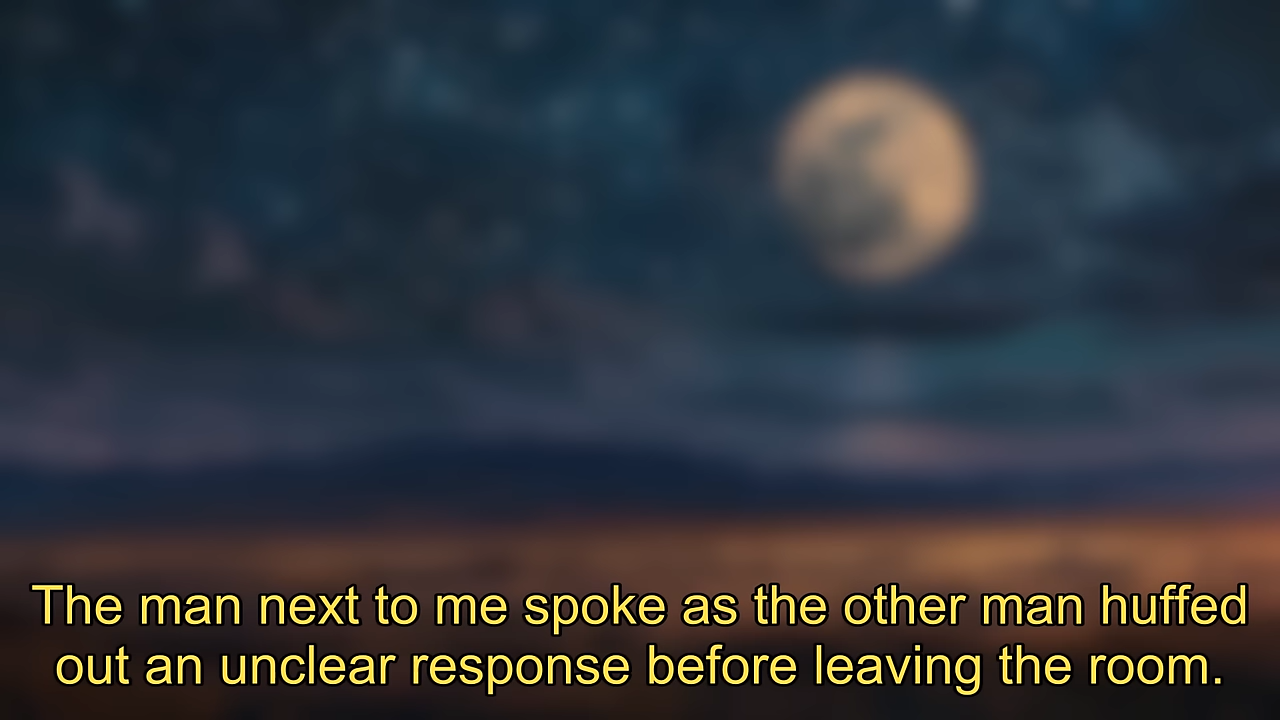 The man next to me spoke as the other man huffed
out an unclear response before leaving the room.